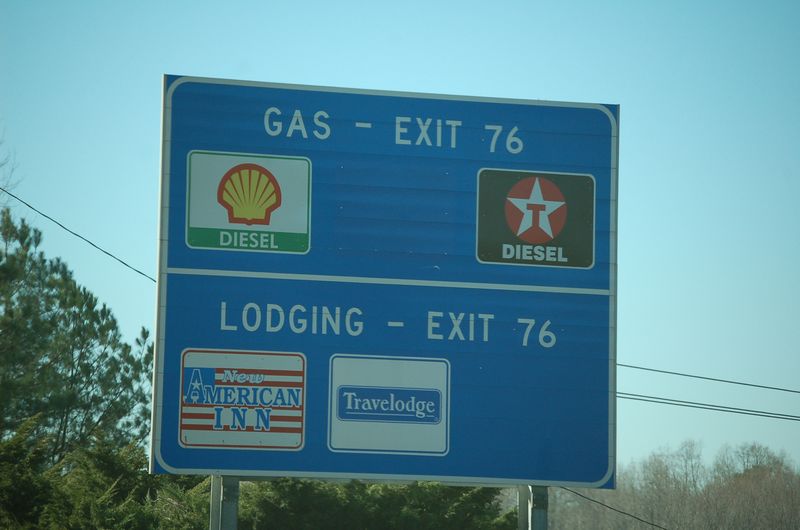 GAS - EXIT 76
DIESEL
T
DIESEL
LODGING - EXIT 76
New
AMERICAN
INN
Travelodge